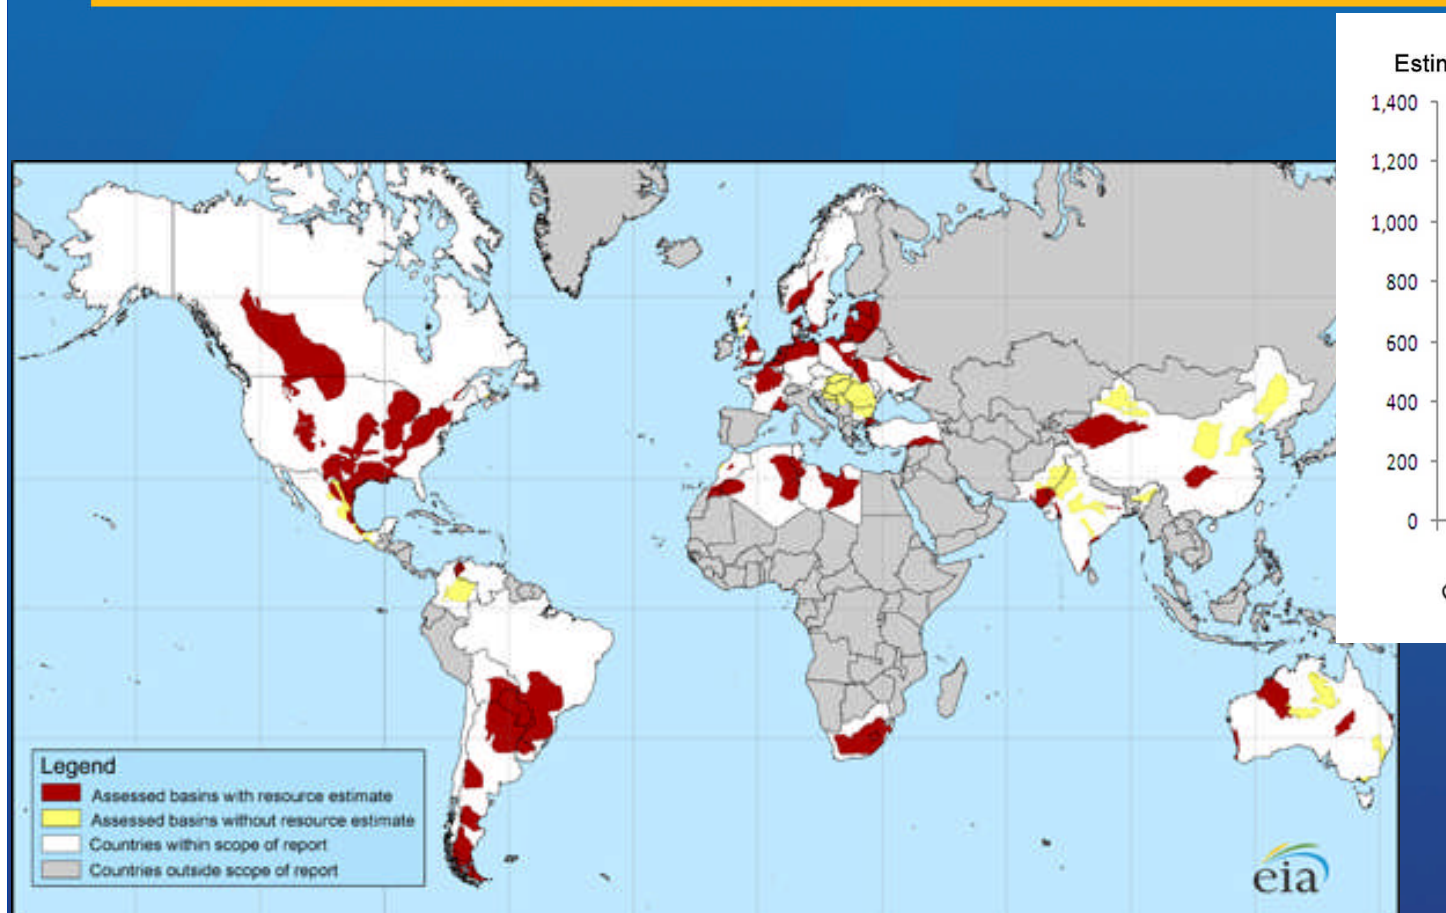 Estim
1,400
1,200
1,000
800
600
400
200
0
Legend
Assessed basins with resource estimate
Assessed basins without resource estimate
Countries within scope of report
Countries outside scope of report
eia